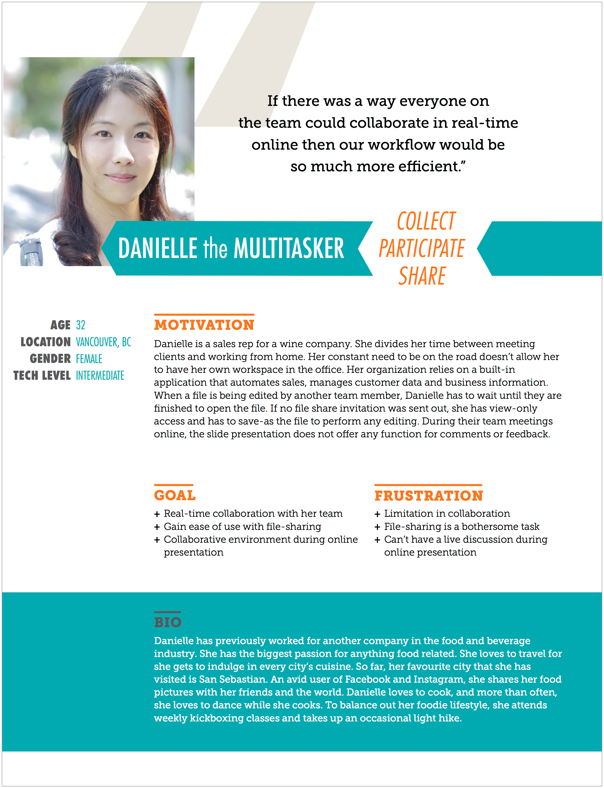 If there was a way everyone on
the team could collaborate in real-time
online then our workflow would be
so much more efficient.”
DANIELLE the MULTITASKER
COLLECT
PARTICIPATE
SHARE
AGE 32
LOCATION VANCOUVER, BC
GENDER FEMALE
TECH LEVEL INTERMEDIATE
MOTIVATION
Danielle is a sales rep for a wine company. She divides her time between meeting
clients and working from home. Her constant need to be on the road doesn’t allow her
to have her own workspace in the office. Her organization relies on a built-in
application that automates sales, manages customer data and business information.
When a file is being edited by another team member, Danielle has to wait until they are
finished to open the file. If no file share invitation was sent out, she has view-only
access and has to save-as the file to perform any editing. During their team meetings
online, the slide presentation does not offer any function for comments or feedback.
GOAL
+ Real-time collaboration with her team
+ Gain ease of use with file-sharing
+ Collaborative environment during online
presentation
FRUSTRATION
+ Limitation in collaboration
+ File-sharing is a bothersome task
+ Can’t have a live discussion during
online presentation
BIO
Danielle has previously worked for another company in the food and beverage
industry. She has the biggest passion for anything food related. She loves to travel for
she gets to indulge in every city’s cuisine. So far, her favourite city that she has
visited is San Sebastian. An avid user of Facebook and Instagram, she shares her food
pictures with her friends and the world. Danielle loves to cook, and more than often,
she loves to dance while she cooks. To balance out her foodie lifestyle, she attends
weekly kickboxing classes and takes up an occasional light hike.